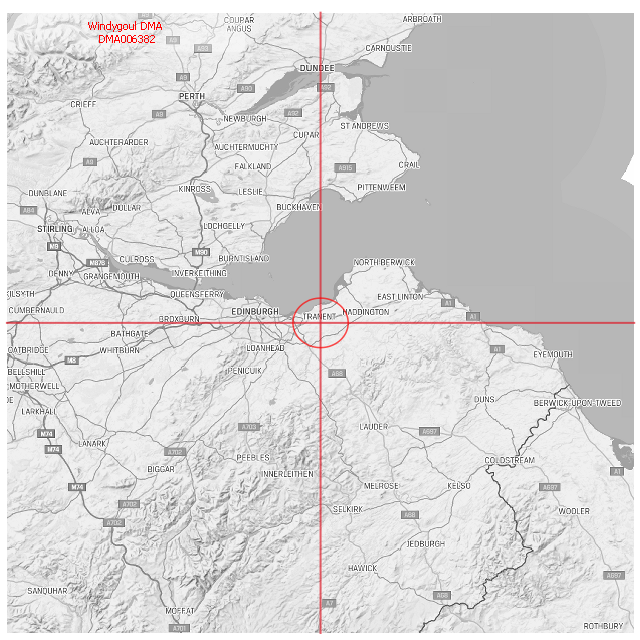 Windygoul DMA
DMA006382
COUPAR
ANGUS
ARBROATH
A9
A93
CARNOUSTIE
DUNDEE
A9
A90
A92
PERTH
CRIEFF
A9
A92
NEWBURGH
ST ANDREWS
CUPAR
AUCHTERARDER
AUCHTERMUCHTY
A9
FALKLAND
A915
CRAIL
DUNBLANE
KINROSS
LESLIE
PITTENWEEM
A84
ALVA
DOLLAR
BUCKHAVEN
STIRLING
ALLOA
LOCHGELLY
M9
M90
CULROSS
BURNTISLAND
M876
NORTH BERWICK
DENNY
GRANGEMOUTH
INVERKEITHING
KILSYTH
QUEENSFERRY
EAST LINTON
A1
CUMBERNAULD
EDINBURGH
HADDINGTON
TRANENT
BROXBURN
A1
BATHGATE
COATBRIDGE
WHITBURN
LOANHEAD
A1
EYEMOUTH
M8
BELLSHILL
PENICUIK
A68
MOTHERWELL
DUNS
BERWICK-UPON-TWEED
LARKHALL
A703
LAUDER
A697
M74
LANARK
M74
A702
PEEBLES
COLDSTREAM
BIGGAR
INNERLEITHEN
A1
M74
MELROSE
KELSO
A697
A702
SELKIRK
WOODLER
A702
A68
JEDBURGH
HAWICK
A697
SANQUHAR
A68
MOFFAT
A7
A701
ROTHBURY